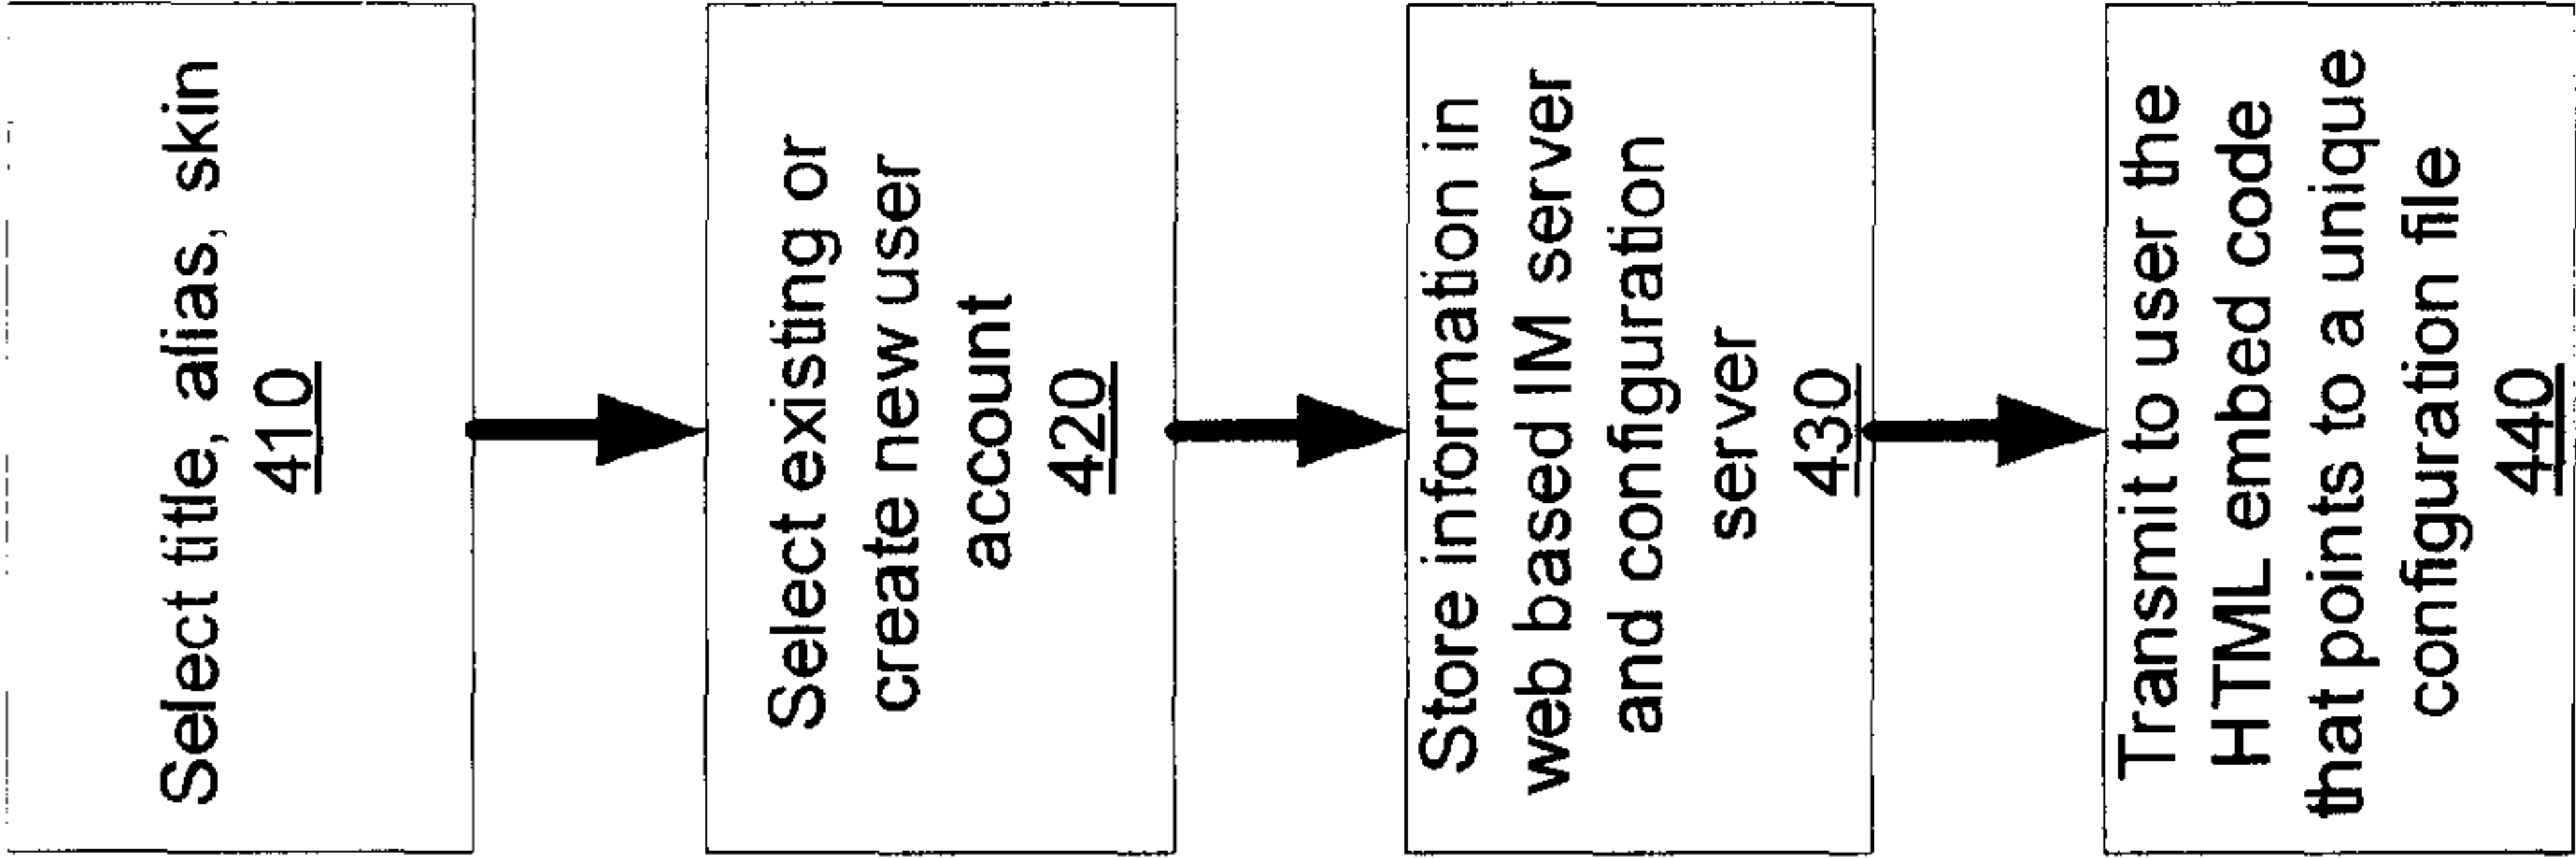 Select title, alias, skin
410
Select existing or
create new user
account
420
Store information in
web based IM server
and configuration
server
430
Transmit to user the
HTML embed code
that points to a unique
configuration file
440